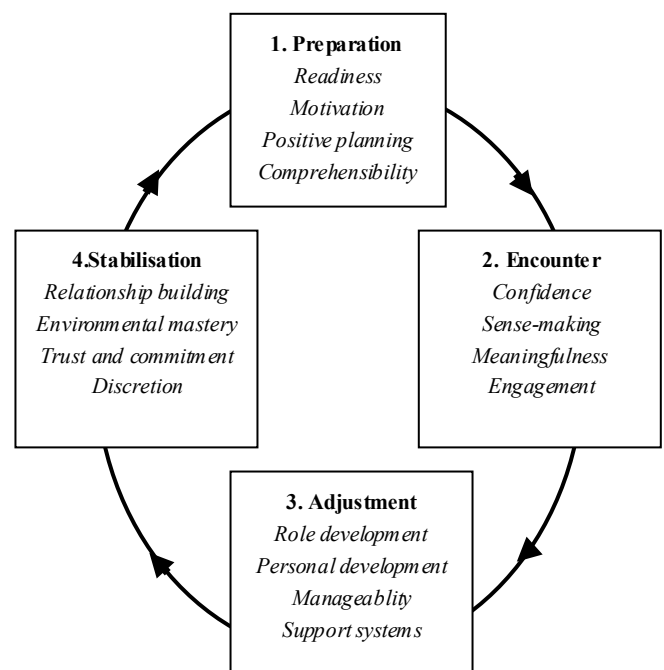 1. Preparation
Readiness
Motivation
Positive planning
Comprehensibility
2. Encounter
Confidence
Sense-making
Meaningfulness
Engagement
3. Adjustment
Role development
Personal development
Manageablity
Support systems
4.Stabilisation
Relationship building
Environmental mastery
Trust and commitment
Discretion